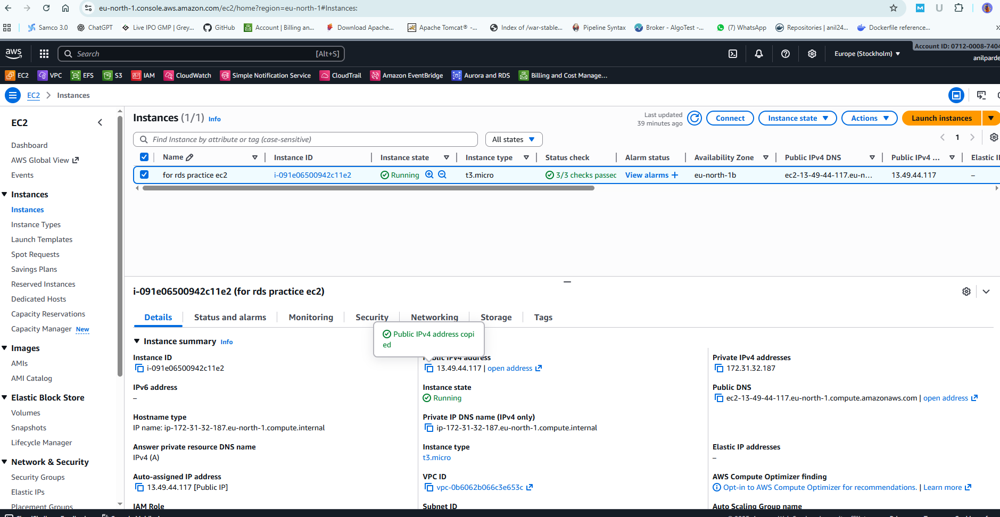 eu-north-1.console.aws.amazon.com/ec2/home?region=eu-north-1#Instances:
Samco 3.0 ChatGPT Live IPO GMP | Grey... GitHub Account | Billing an... Download Apache... Apache Tomcat® -... Index of /war-stable... Pipeline Syntax Broker - AlgoTest -... (7) WhatsApp Repositories | anil24... Dockerfile reference...
aws Search [Alt+S] Europe (Stockholm) Account ID: 0712-0008-7404
anilparde
EC2 VPC EFS S3 IAM CloudWatch Simple Notification Service CloudTrail Amazon EventBridge Aurora and RDS Billing and Cost Manage...
EC2 Instances
EC2
Dashboard
AWS Global View
Events
Instances
Instances
Instance Types
Launch Templates
Spot Requests
Savings Plans
Reserved Instances
Dedicated Hosts
Capacity Reservations
Capacity Manager New
Images
AMIs
AMI Catalog
Elastic Block Store
Volumes
Snapshots
Lifecycle Manager
Network & Security
Security Groups
Elastic IPs
Placement Groups
Instances (1/1) Info
Last updated
39 minutes ago
Connect Instance state Actions Launch instances
Find Instance by attribute or tag (case-sensitive) All states 1
Name Instance ID Instance state Instance type Status check Alarm status Availability Zone Public IPv4 DNS Public IPv4 ... Elastic I
for rds practice ec2 i-091e06500942c11e2 Running t3.micro 3/3 checks passec View alarms + eu-north-1b ec2-13-49-44-117.eu-n... 13.49.44.117 –
i-091e06500942c11e2 (for rds practice ec2)
Details Status and alarms Monitoring Security Networking Storage Tags
Public IPv4 address copi
ed
Instance summary Info
Instance ID
i-091e06500942c11e2
Public IPv4 address
13.49.44.117 | open address
Private IPv4 addresses
172.31.32.187
IPv6 address
–
Instance state
Running
Public DNS
ec2-13-49-44-117.eu-north-1.compute.amazonaws.com | open address
Hostname type
IP name: ip-172-31-32-187.eu-north-1.compute.internal
Private IP DNS name (IPv4 only)
ip-172-31-32-187.eu-north-1.compute.internal
Answer private resource DNS name
IPv4 (A)
Instance type
t3.micro
Elastic IP addresses
–
Auto-assigned IP address
13.49.44.117 [Public IP]
VPC ID
vpc-0b6062b066c3e653c
AWS Compute Optimizer finding
Opt-in to AWS Compute Optimizer for recommendations. | Learn more
IAM Role
Subnet ID
Auto Scaling Group name